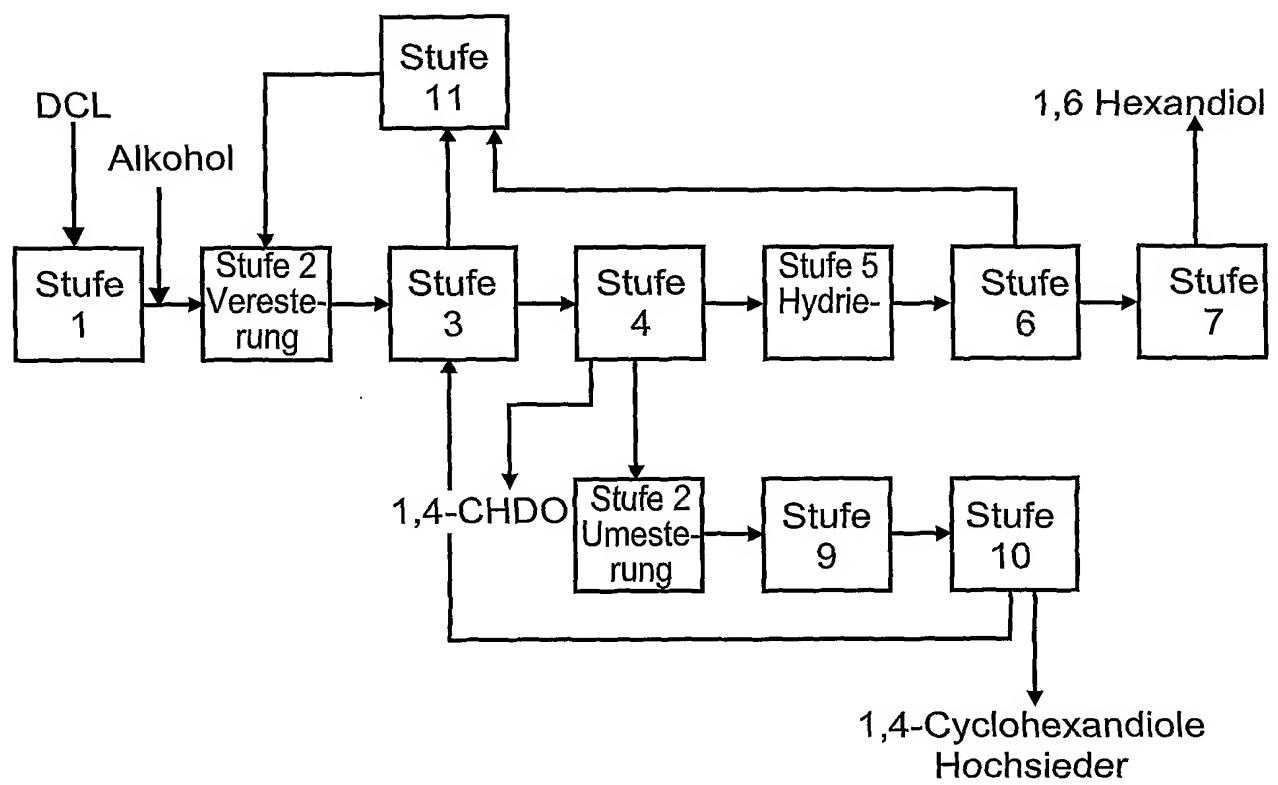 Stufe
11
DCL
Alkohol
1,6 Hexandiol
Stufe
1
Stufe 2
Vereste-
rung
Stufe
3
Stufe
4
Stufe 5
Hydrie-
Stufe
6
Stufe
7
1,4-CHDO
Stufe 2
Umeste-
rung
Stufe
9
Stufe
10
1,4-Cyclohexandiole
Hochsieder